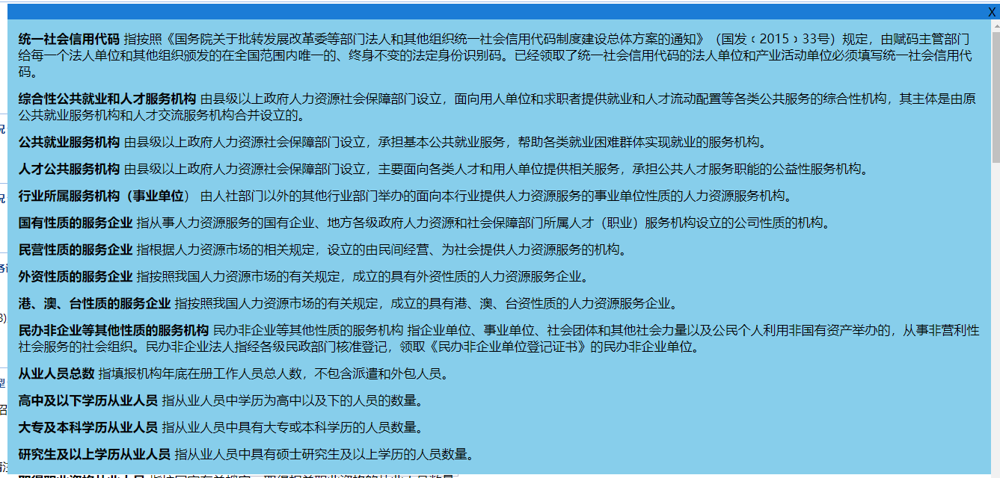 X
统一社会信用代码 指按照《国务院关于批转发展改革委等部门法人和其他组织统一社会信用代码制度建设总体方案的通知》（国发﹝2015﹞33号）规定，由赋码主管部门
给每一个法人单位和其他组织颁发的在全国范围内唯一的、终身不变的法定身份识别码。已经领取了统一社会信用代码的法人单位和产业活动单位必须填写统一社会信用代
码。
综合性公共就业和人才服务机构 由县级以上政府人力资源社会保障部门设立，面向用人单位和求职者提供就业和人才流动配置等各类公共服务的综合性机构，其主体是由原
公共就业服务机构和人才交流服务机构合并设立的。
公共就业服务机构 由县级以上政府人力资源社会保障部门设立，承担基本公共就业服务，帮助各类就业困难群体实现就业的服务机构。
人才公共服务机构 由县级以上政府人力资源社会保障部门设立，主要面向各类人才和用人单位提供相关服务，承担公共人才服务职能的公益性服务机构。
行业所属服务机构（事业单位） 由人社部门以外的其他行业部门举办的面向本行业提供人力资源服务的事业单位性质的人力资源服务机构。
国有性质的服务企业 指从事人力资源服务的国有企业、地方各级政府人力资源和社会保障部门所属人才（职业）服务机构设立的公司性质的机构。
民营性质的服务企业 指根据人力资源市场的相关规定，设立的由民间经营、为社会提供人力资源服务的机构。
外资性质的服务企业 指按照我国人力资源市场的有关规定，成立的具有外资性质的人力资源服务企业。
港、澳、台性质的服务企业 指按照我国人力资源市场的有关规定，成立的具有港、澳、台资性质的人力资源服务企业。
民办非企业等其他性质的服务机构 民办非企业等其他性质的服务机构 指企业单位、事业单位、社会团体和其他社会力量以及公民个人利用非国有资产举办的，从事非营利性
社会服务的社会组织。民办非企业法人指经各级民政部门核准登记，领取《民办非企业单位登记证书》的民办非企业单位。
从业人员总数 指填报机构年底在册工作人员总人数，不包含派遣和外包人员。
高中及以下学历从业人员 指从业人员中学历为高中以及下的人员的数量。
大专及本科学历从业人员 指从业人员中具有大专或本科学历的人员数量。
研究生及以上学历从业人员 指从业人员中具有硕士研究生及以上学历的人员数量。